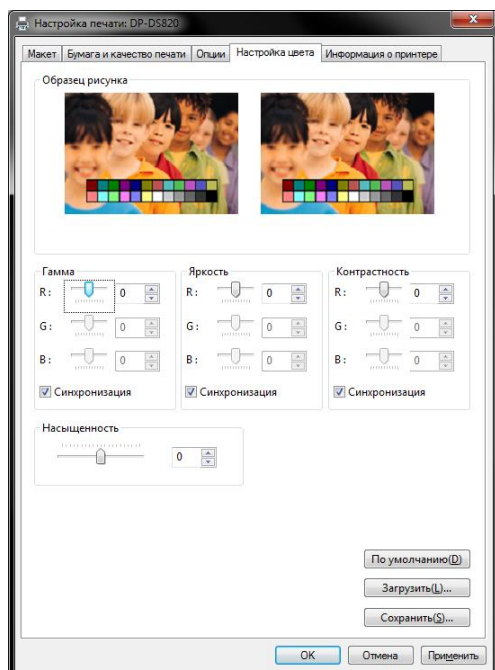 Настройка печати: DP-DS820
Макет Бумага и качество печати Опции Настройка цвета Информация о принтере
Образец рисунка
Гамма Яркость Контрастность
R: 0 R: 0 R: 0
G: 0 G: 0 G: 0
B: 0 B: 0 B: 0
Синхронизация Синхронизация Синхронизация
Насыщенность
0
По умолчанию(D)
Загрузить(L)...
Сохранить(S)...
OK Отмена Применить